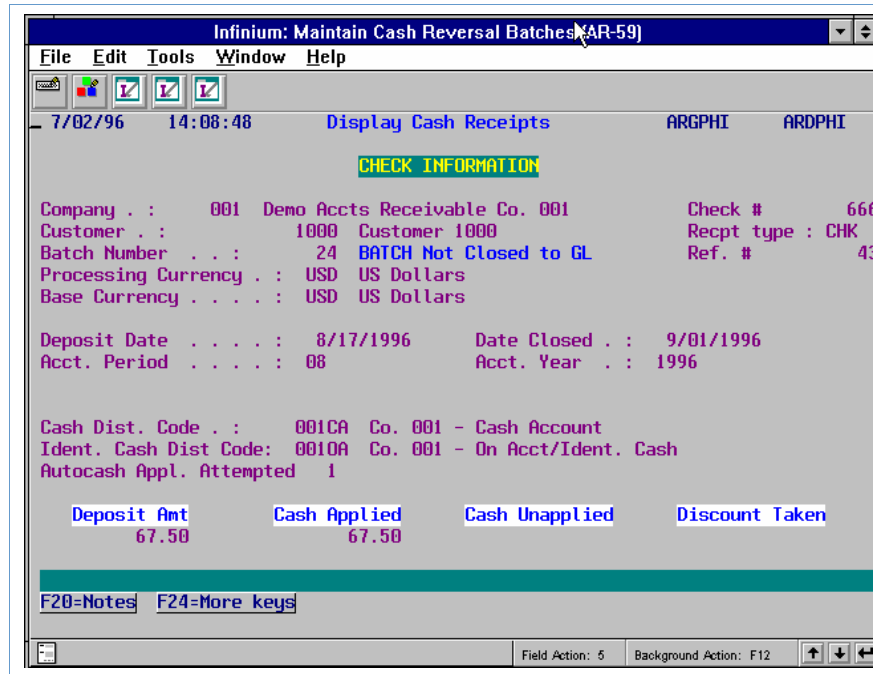 Infinium: Maintain Cash Reversal Batches (AR-59)
File Edit Tools Window Help
7/02/96 14:08:48 Display Cash Receipts ARGPHI ARDPHI
CHECK INFORMATION
Company . : 001 Demo Accts Receivable Co. 001 Check # 666
Customer . : 1000 Customer 1000 Recpt type : CHK
Batch Number . . : 24 BATCH Not Closed to GL Ref. # 43
Processing Currency . : USD US Dollars
Base Currency . . . . : USD US Dollars
Deposit Date . . . . : 8/17/1996 Date Closed . : 9/01/1996
Acct. Period . . . . : 08 Acct. Year . : 1996
Cash Dist. Code . : 001CA Co. 001 - Cash Account
Ident. Cash Dist Code: 001OA Co. 001 - On Acct/Ident. Cash
Autocash Appl. Attempted 1
Deposit Amt Cash Applied Cash Unapplied Discount Taken
67.50 67.50
F20=Notes F24=More keys
Field Action: 5 Background Action: F12